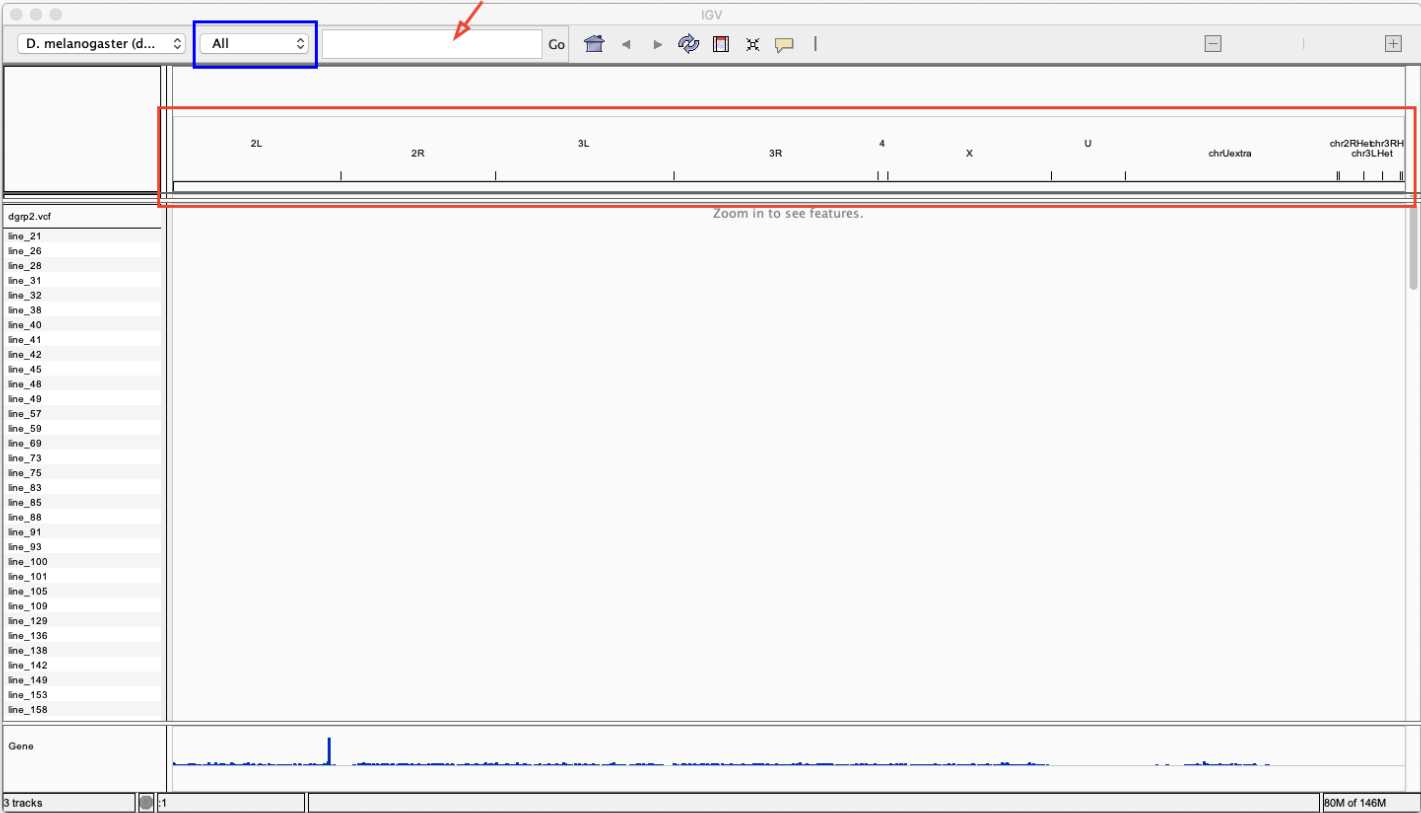 IGV
D. melanogaster (d... All Go
2L 2R 3L 3R 4 X U chrUextra chr2RHet chr3RH
chr3LHet
dgrp2.vcf
Zoom in to see features.
line_21
line_26
line_28
line_31
line_32
line_38
line_40
line_41
line_42
line_45
line_48
line_49
line_57
line_59
line_69
line_73
line_75
line_83
line_85
line_88
line_91
line_93
line_100
line_101
line_105
line_109
line_129
line_136
line_138
line_142
line_149
line_153
line_158
Gene
3 tracks :1 80M of 146M